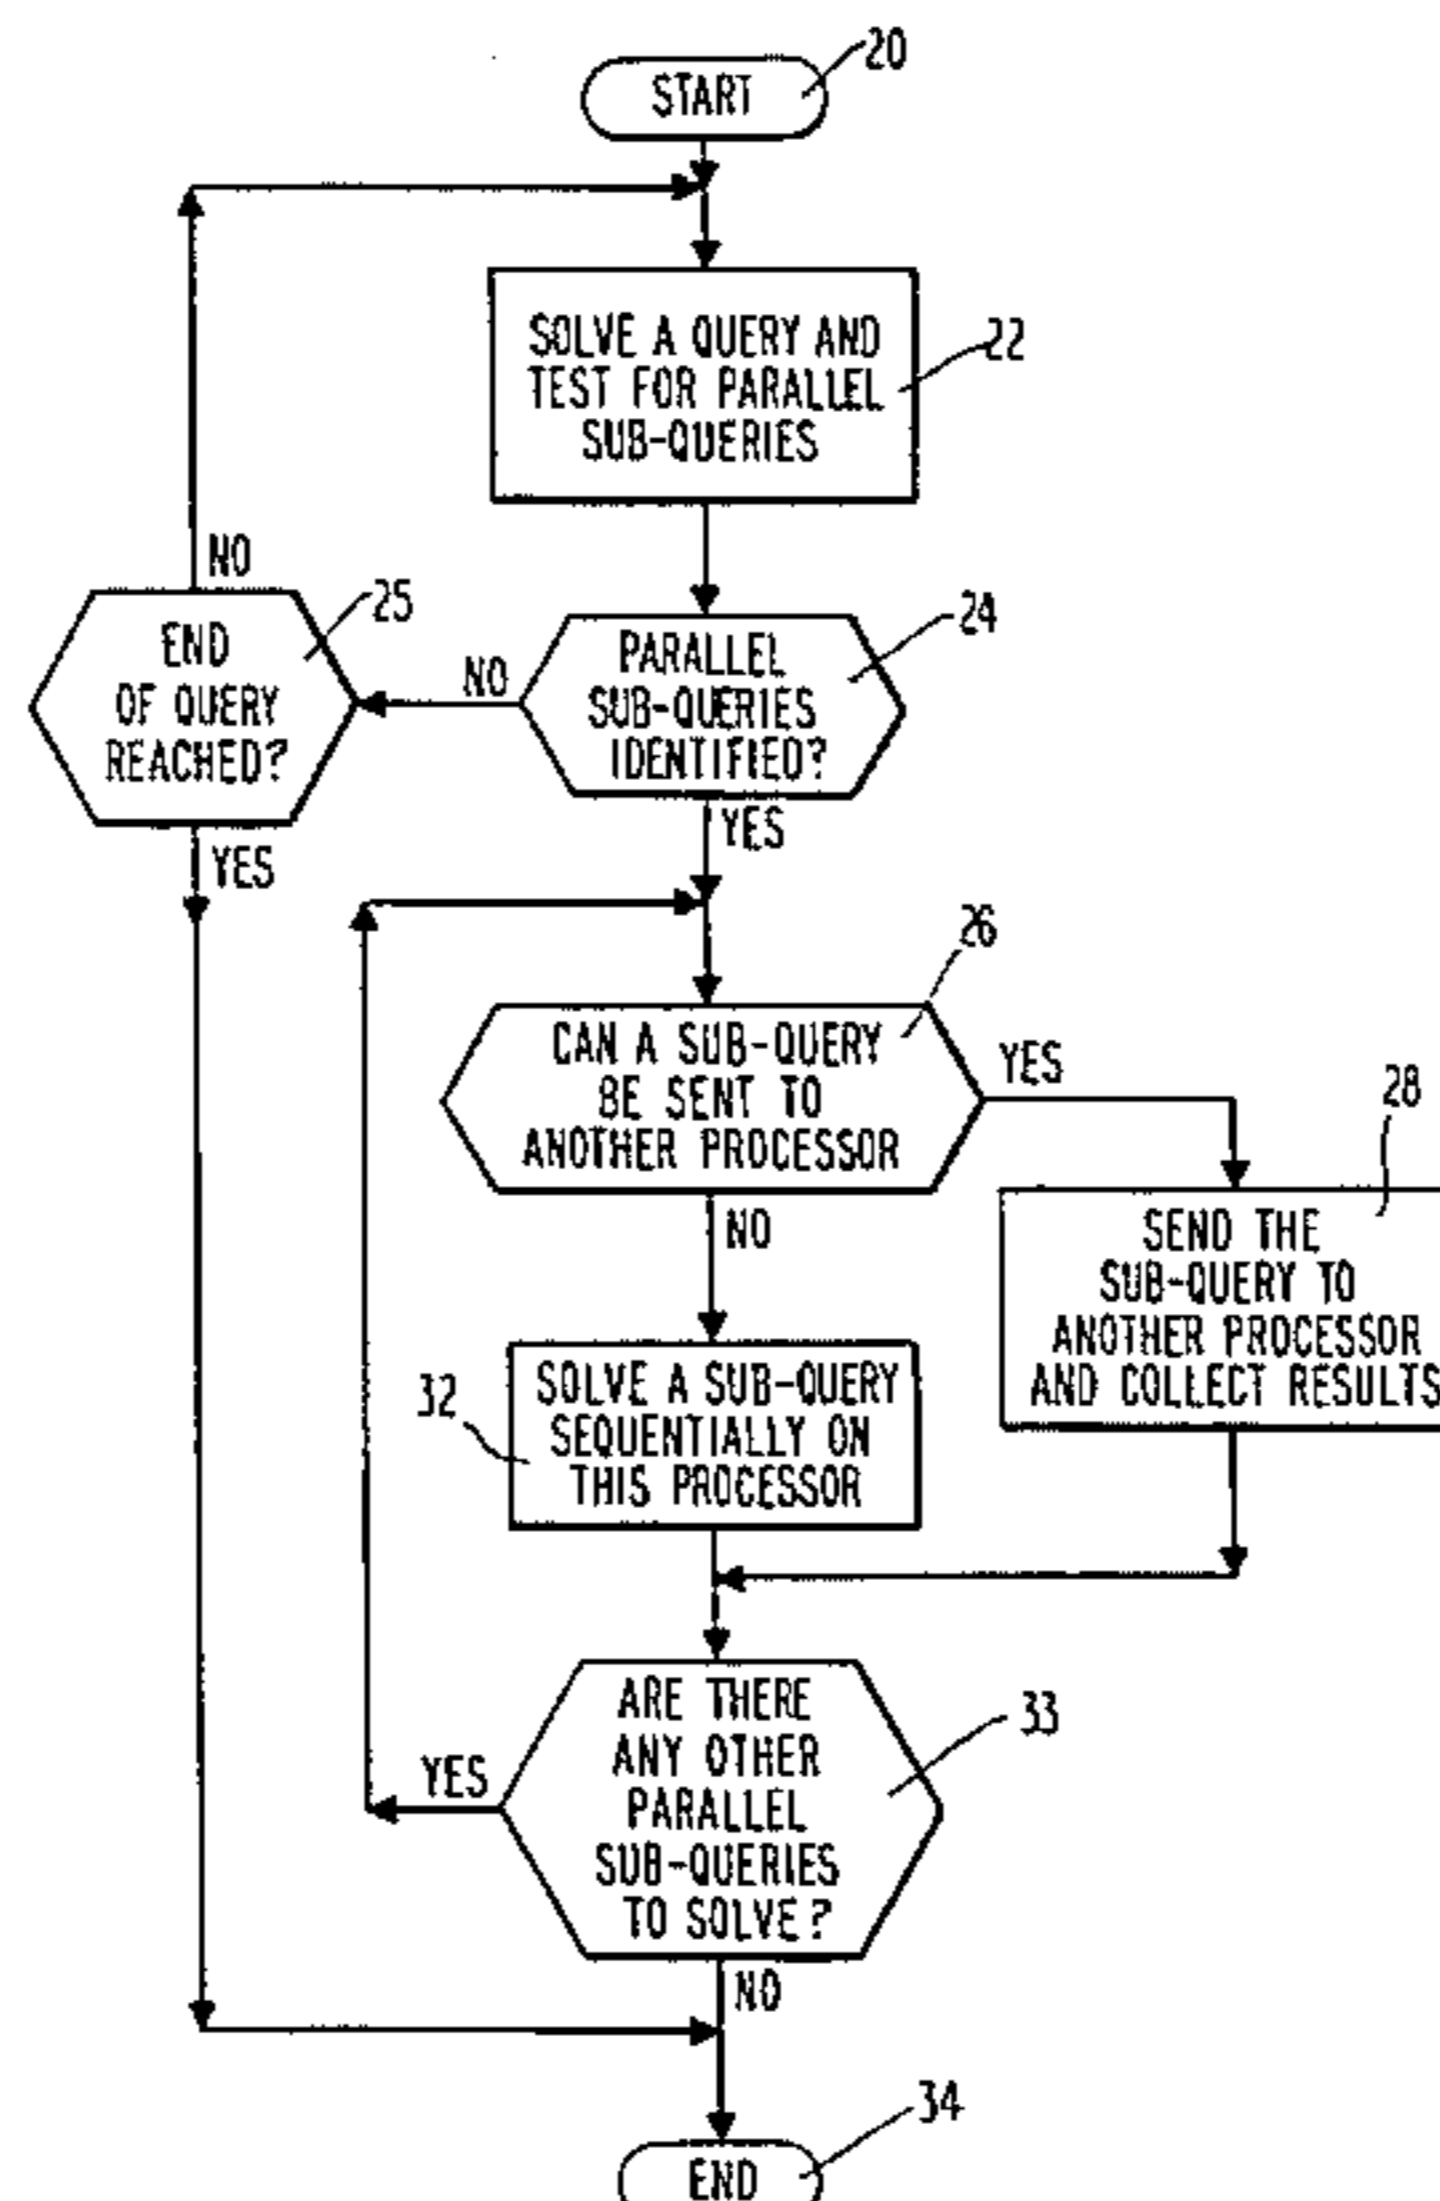 20
START
SOLVE A QUERY AND
TEST FOR PARALLEL
SUB-QUERIES
22
NO
25
END
OF QUERY
REACHED?
NO
24
PARALLEL
SUB-QUERIES
IDENTIFIED?
YES
YES
26
CAN A SUB-QUERY
BE SENT TO
ANOTHER PROCESSOR
YES
28
SEND THE
SUB-QUERY TO
ANOTHER PROCESSOR
AND COLLECT RESULTS
NO
32
SOLVE A SUB-QUERY
SEQUENTIALLY ON
THIS PROCESSOR
ARE THERE
ANY OTHER
PARALLEL
SUB-QUERIES
TO SOLVE?
33
YES
NO
34
END